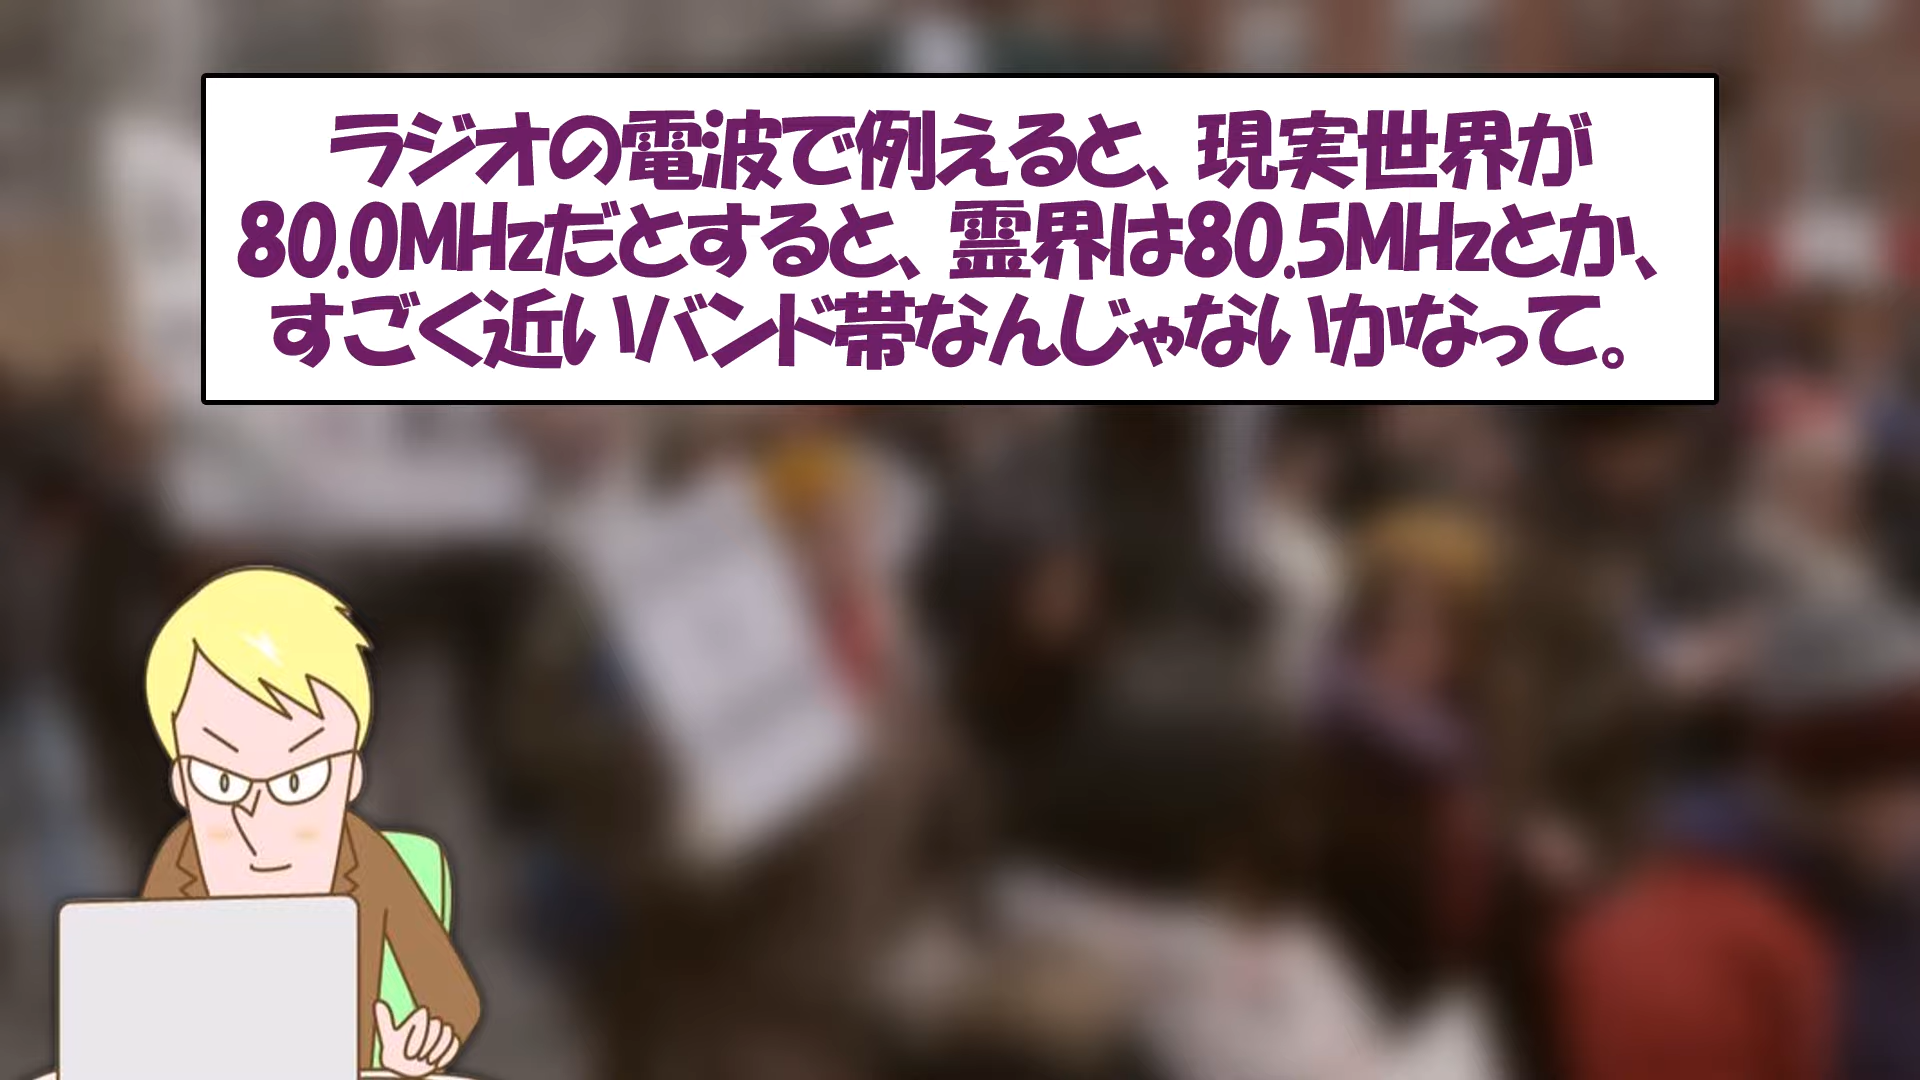 ラジオの電波で例えると、現実世界が
80.0MHzだとすると、霊界は80.5MHzとか、
すごく近いバンド帯なんじゃないかなって。